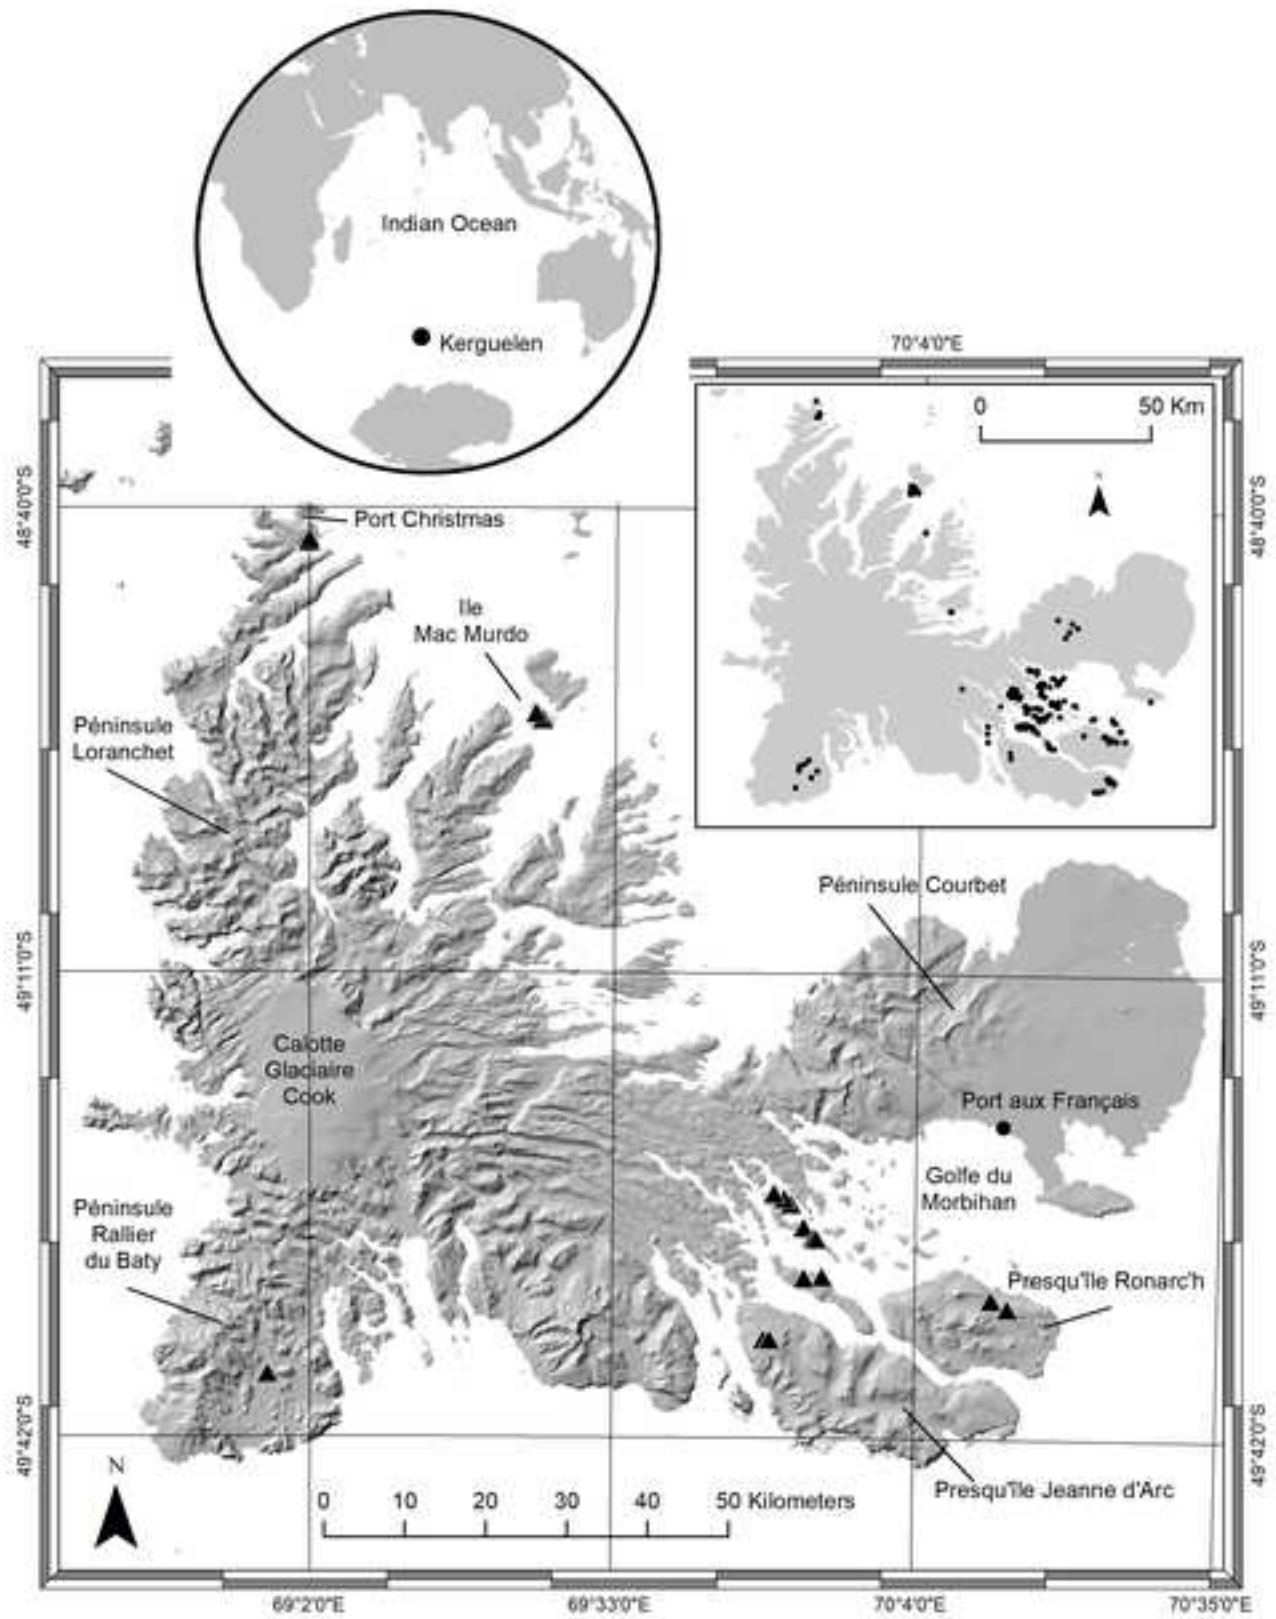 Indian Ocean
Kerguelen
70°4'0"E
0 50 Km
48°40'0"S
48°40'0"S
Port Christmas
Ile
Mac Murdo
Péninsule
Loranchet
Péninsule Courbet
49°11'0"S
49°11'0"S
Calotte
Glaciaire
Cook
Port aux Français
Golfe du
Morbihan
Péninsule
Rallier
du Baty
Presqu'île Ronarc'h
49°42'0"S
49°42'0"S
N
0 10 20 30 40 50 Kilometers
Presqu'île Jeanne d'Arc
69°2'0"E 69°33'0"E 70°4'0"E 70°35'0"E